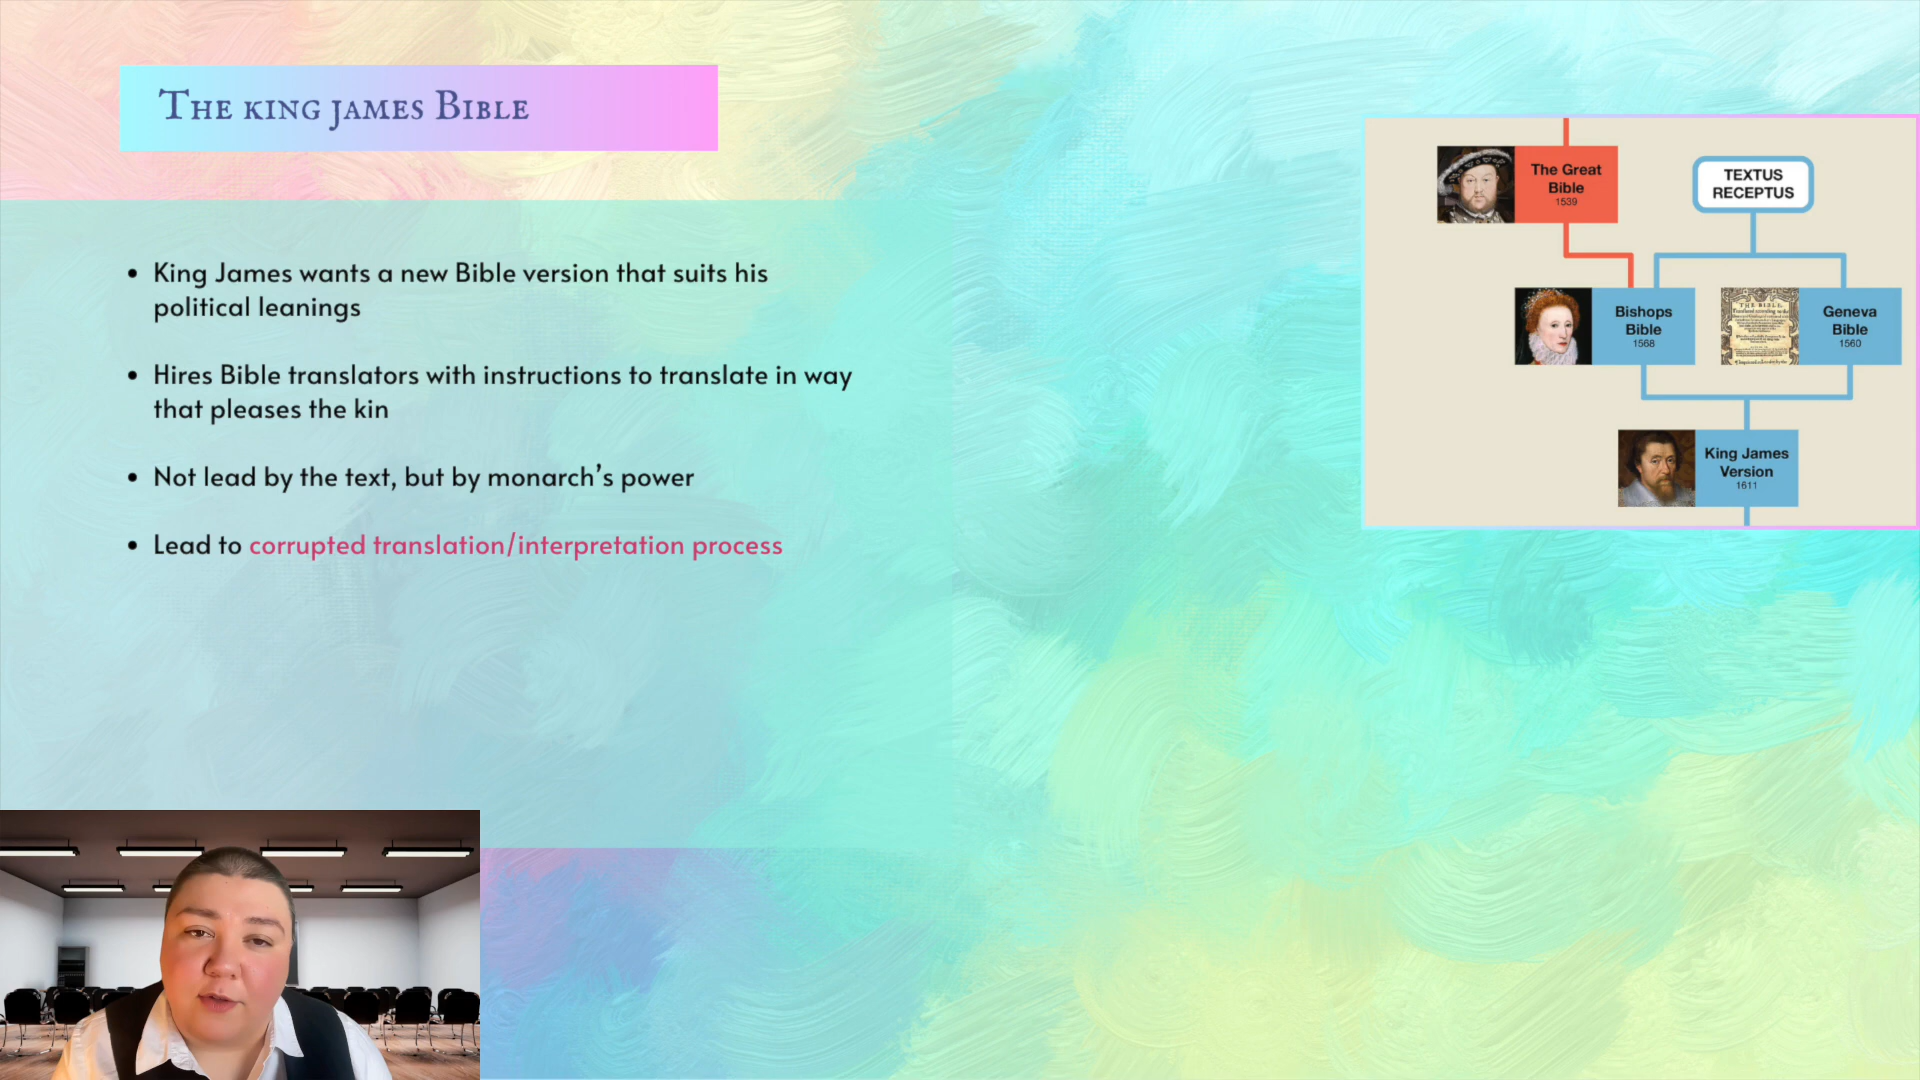 The king james Bible
King James wants a new Bible version that suits his
political leanings
Hires Bible translators with instructions to translate in way
that pleases the kin
Not lead by the text, but by monarch's power
Lead to corrupted translation/interpretation process
The Great
Bible
1539
TEXTUS
RECEPTUS
Bishops
Bible
1568
THE BIBLE
Geneva
Bible
1560
King James
Version
1611